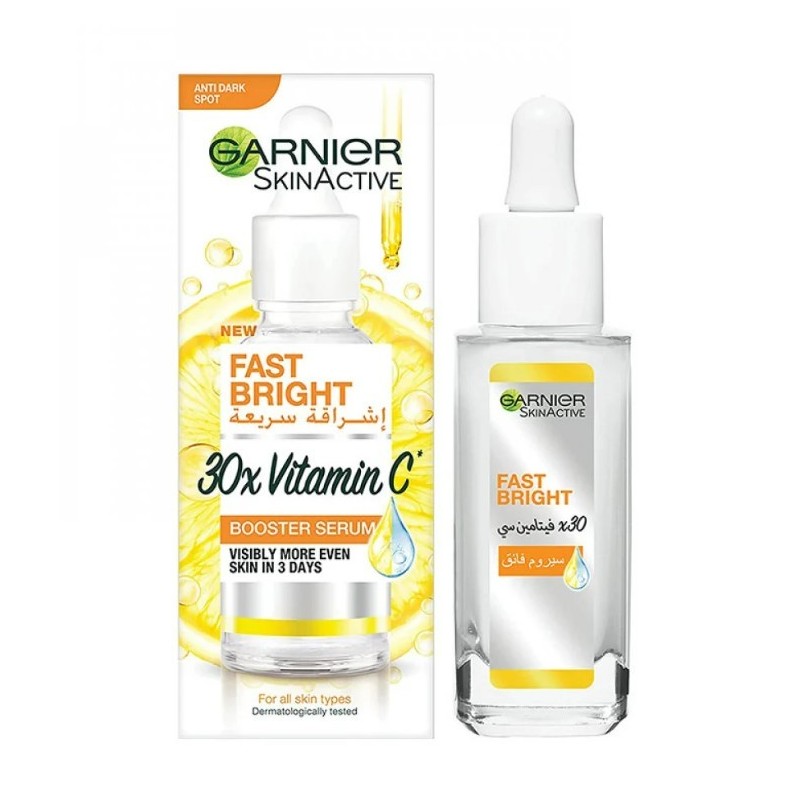 ANTI DARK
SPOT
GARNIER
SKINACTIVE
NEW
FAST
BRIGHT
إشراقة سريعة
30x Vitamin C*
BOOSTER SERUM
VISIBLY MORE EVEN
SKIN IN 3 DAYS
For all skin types
Dermatologically tested
GARNIER
SKINACTIVE
FAST
BRIGHT
x30 فيتامين سي
سيروم فائق